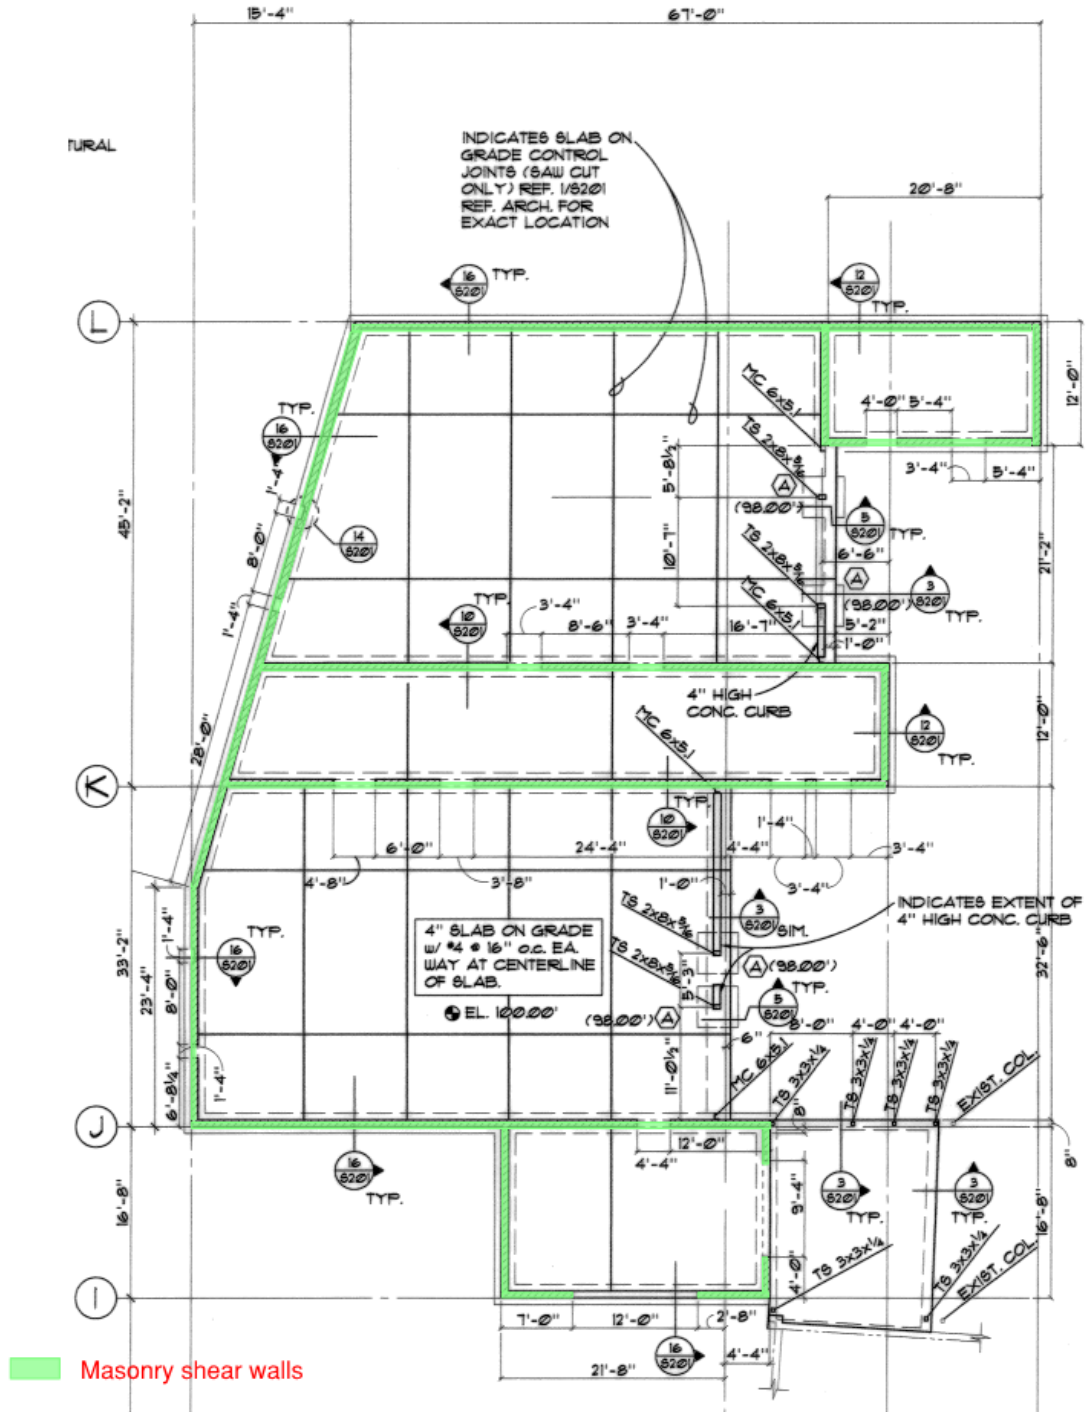 15'-4"
67'-0"
TURAL
INDICATES SLAB ON
GRADE CONTROL
JOINTS (SAW CUT
ONLY) REF. 1/S201
REF. ARCH. FOR
EXACT LOCATION
20'-8"
16
S201
TYP.
12
S201
TYP.
L
12'-0"
MC 6x5.1
TYP.
16
S201
4'-0"
5'-4"
TS 2x8x5/16
3'-4"
5'-4"
1'-4"
5'-8½"
A
(98.00')
45'-2"
14
S201
5
S201
TYP.
8'-0"
10'-7"
TS 2x8x5/16
6'-6"
21'-2"
A
3
S201
TYP.
MC 6x5.1
(98.00')
1'-4"
10
S201
TYP.
3'-4"
8'-6"
3'-4"
16'-7"
5'-2"
1'-0"
4" HIGH
CONC. CURB
MC 6x5.1
12
S201
TYP.
12'-0"
28'-0"
K
TYP.
10
S201
1'-4"
6'-0"
24'-4"
4'-4"
3'-4"
4'-8"
3'-8"
1'-0"
3'-4"
INDICATES EXTENT OF
4" HIGH CONC. CURB
TS 2x8x5/16
3
S201
SIM.
1'-4"
TYP.
16
S201
4" SLAB ON GRADE
w/ #4 @ 16" o.c. EA.
WAY AT CENTERLINE
OF SLAB.
TS 2x8x5/16
A
(98.00')
33'-2"
32'-6"
23'-4"
8'-0"
5'-3"
TYP.
5
S201
EL. 100.00'
(98.00')
A
8'-0"
4'-0"
4'-0"
6"
6'-8¼"
1'-4"
11'-0½"
MC 6x5.1
TS 3x3x¼
TS 3x3x¼
TS 3x3x¼
TS 3x3x¼
EXIST. COL.
J
8"
8"
12'-0"
4'-4"
16
S201
TYP.
3
S201
TYP.
3
S201
TYP.
16'-8"
9'-4"
16'-8"
4'-0"
TS 3x3x¼
TS 3x3x¼
EXIST. COL.
I
7'-0"
12'-0"
2'-8"
16
S201
4'-4"
21'-8"
Masonry shear walls